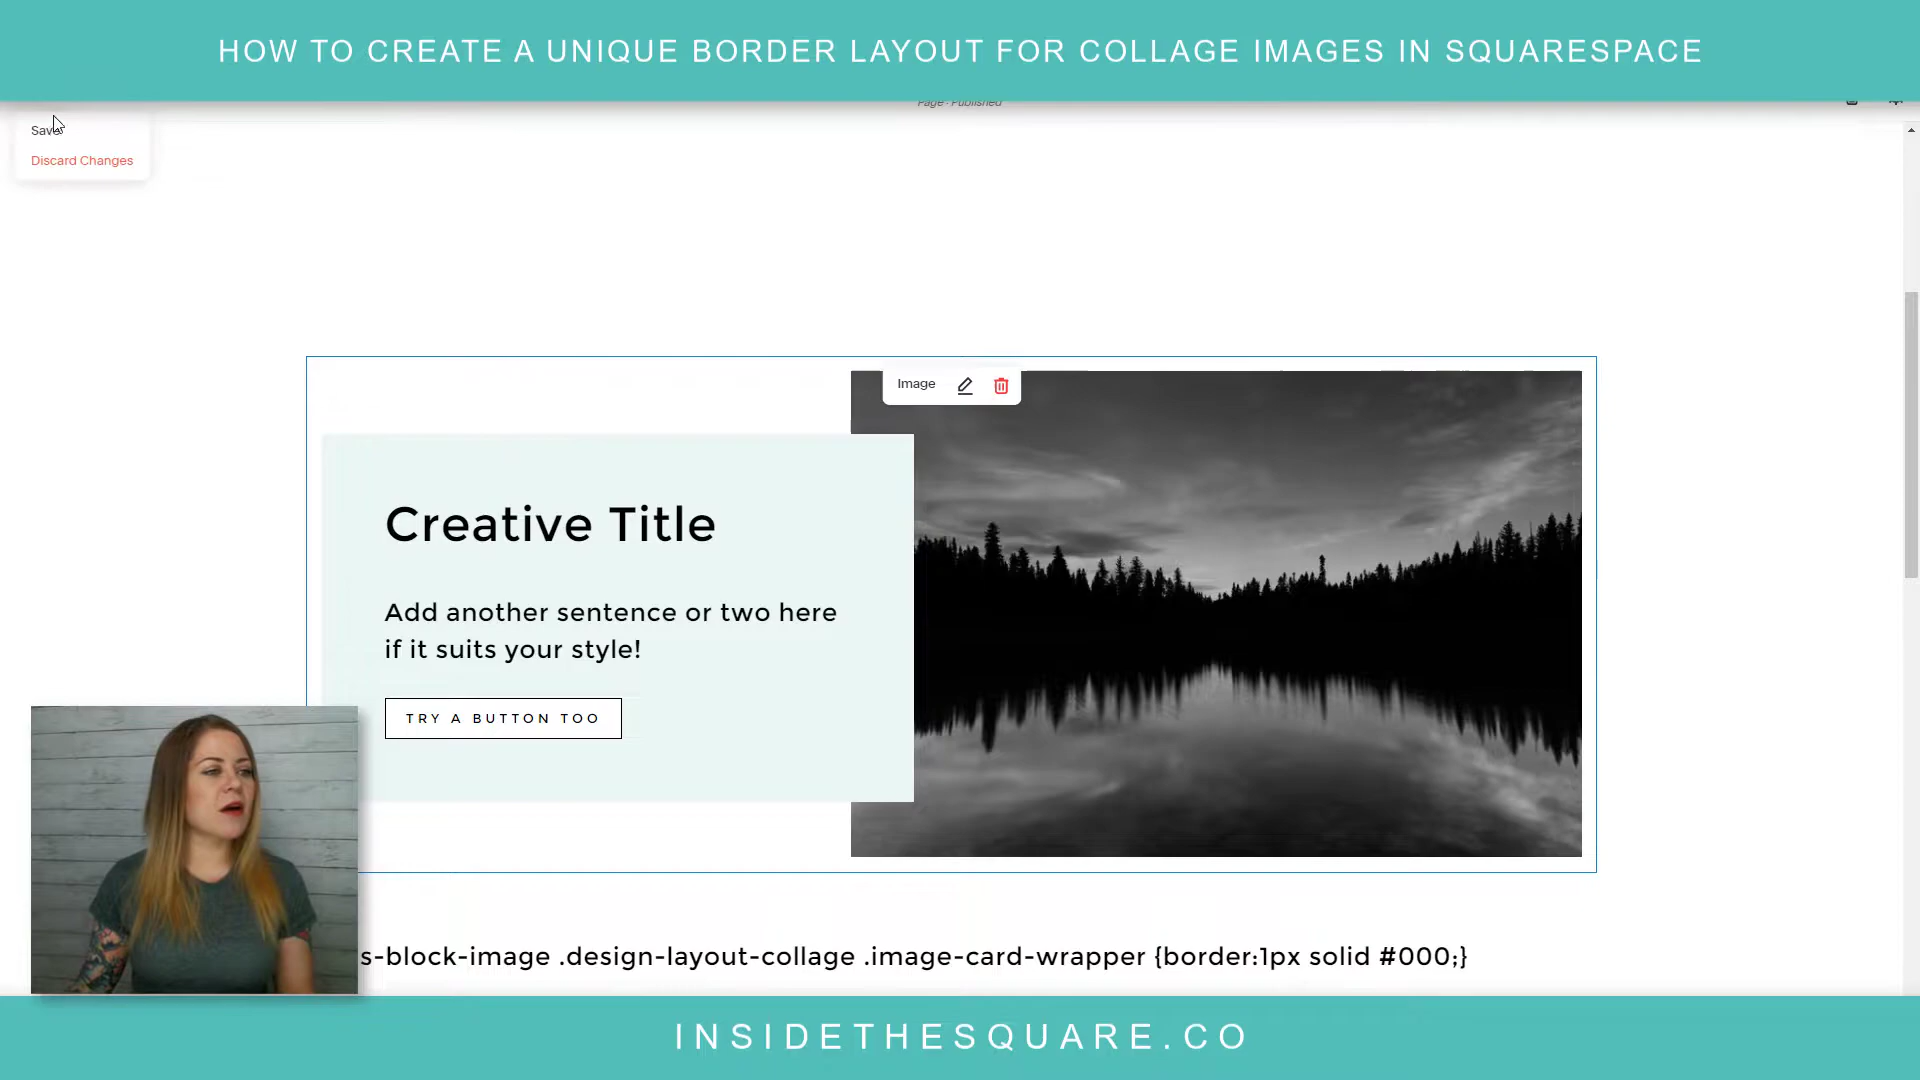 HOW TO CREATE A UNIQUE BORDER LAYOUT FOR COLLAGE IMAGES IN SQUARESPACE
Page · Published
Save
Discard Changes
Image
Creative Title
Add another sentence or two here
if it suits your style!
TRY A BUTTON TOO
s-block-image .design-layout-collage .image-card-wrapper {border:1px solid #000;}
INSIDETHESQUARE.CO